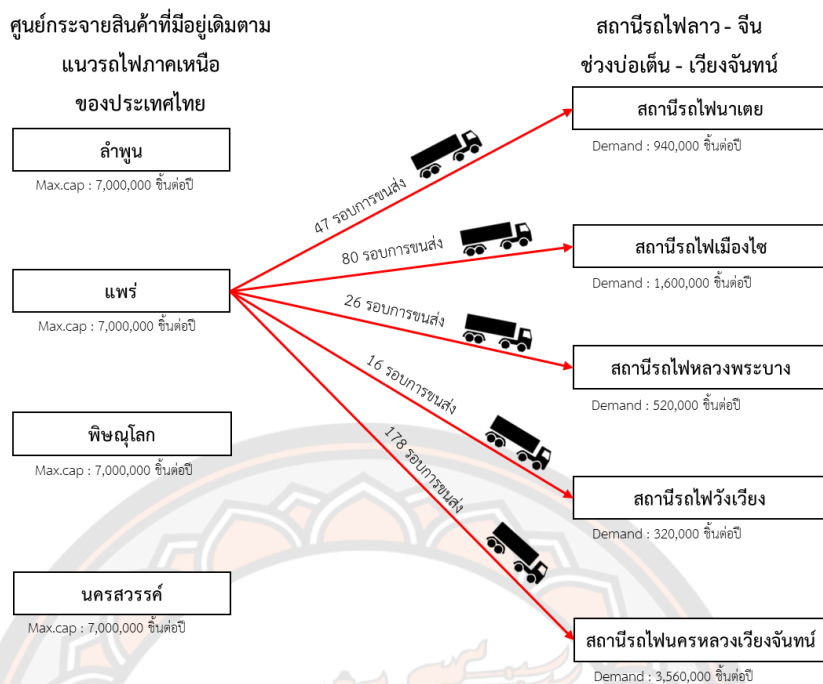 ศูนย์กระจายสินค้าที่มีอยู่เดิมตาม
แนวรถไฟภาคเหนือ
ของประเทศไทย
ลำพูน
Max.cap : 7,000,000 ชิ้นต่อปี
แพร่
Max.cap : 7,000,000 ชิ้นต่อปี
พิษณุโลก
Max.cap : 7,000,000 ชิ้นต่อปี
นครสวรรค์
Max.cap : 7,000,000 ชิ้นต่อปี
47 รอบการขนส่ง
80 รอบการขนส่ง
26 รอบการขนส่ง
16 รอบการขนส่ง
178 รอบการขนส่ง
สถานีรถไฟลาว - จีน
ช่วงบ่อเต็น - เวียงจันทน์
สถานีรถไฟนาเตย
Demand : 940,000 ชิ้นต่อปี
สถานีรถไฟเมืองไซ
Demand : 1,600,000 ชิ้นต่อปี
สถานีรถไฟหลวงพระบาง
Demand : 520,000 ชิ้นต่อปี
สถานีรถไฟวังเวียง
Demand : 320,000 ชิ้นต่อปี
สถานีรถไฟนครหลวงเวียงจันทน์
Demand : 3,560,000 ชิ้นต่อปี